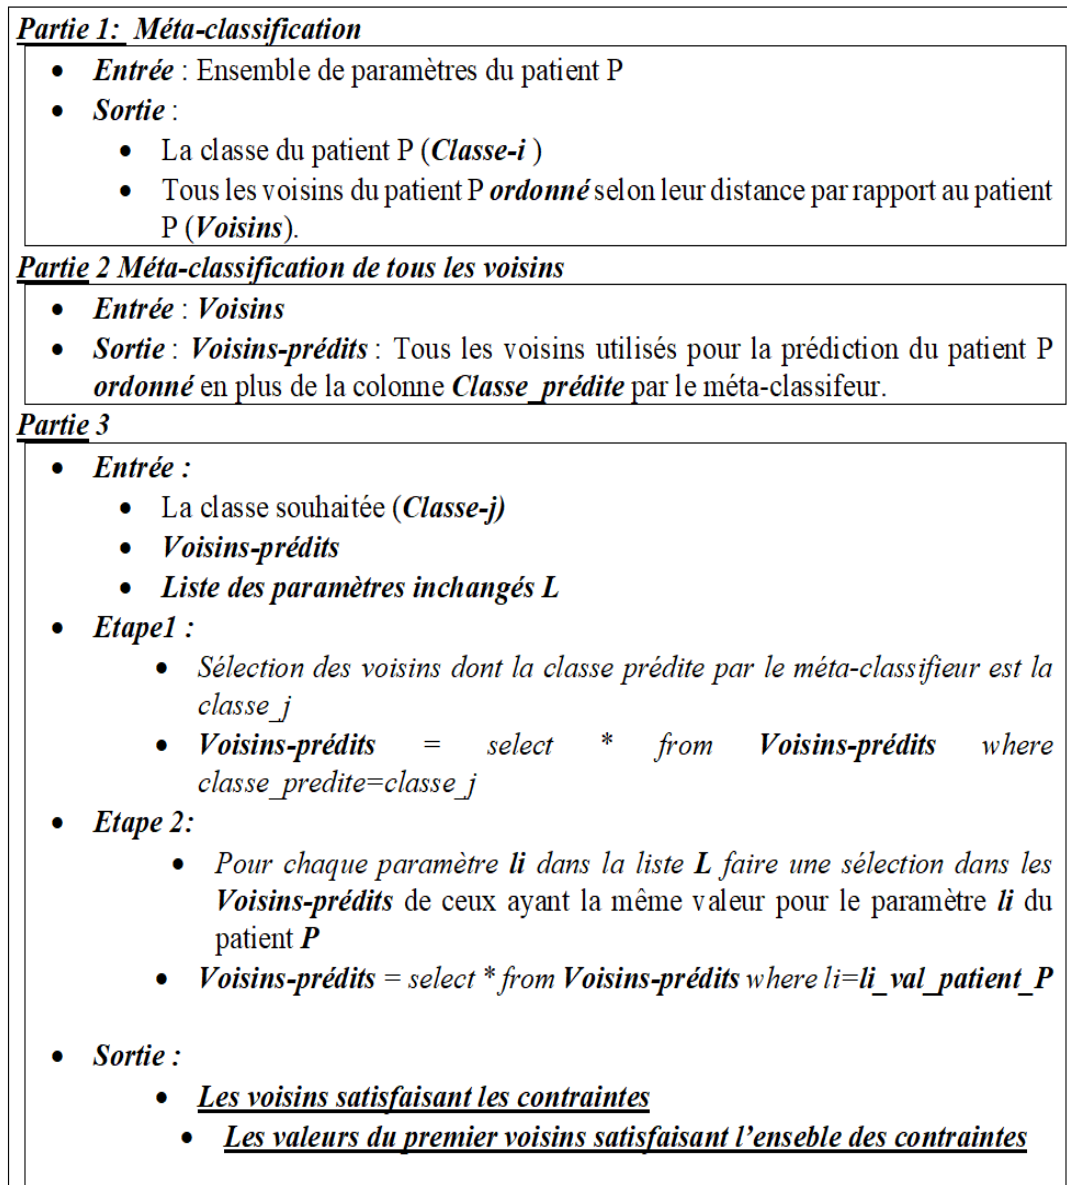 Partie 1: Méta-classification
• Entrée : Ensemble de paramètres du patient P
• Sortie :
• La classe du patient P (Classe-i )
• Tous les voisins du patient P ordonné selon leur distance par rapport au patient
P (Voisins).
Partie 2 Méta-classification de tous les voisins
• Entrée : Voisins
• Sortie : Voisins-prédits : Tous les voisins utilisés pour la prédiction du patient P
ordonné en plus de la colonne Classe_prédite par le méta-classifeur.
Partie 3
• Entrée :
• La classe souhaitée (Classe-j)
• Voisins-prédits
• Liste des paramètres inchangés L
• Etape1 :
• Sélection des voisins dont la classe prédite par le méta-classifieur est la
classe_j
• Voisins-prédits = select * from Voisins-prédits where
classe_predite=classe_j
• Etape 2:
• Pour chaque paramètre li dans la liste L faire une sélection dans les
Voisins-prédits de ceux ayant la même valeur pour le paramètre li du
patient P
• Voisins-prédits = select * from Voisins-prédits where li=li_val_patient_P
• Sortie :
• Les voisins satisfaisant les contraintes
• Les valeurs du premier voisins satisfaisant l’enseble des contraintes